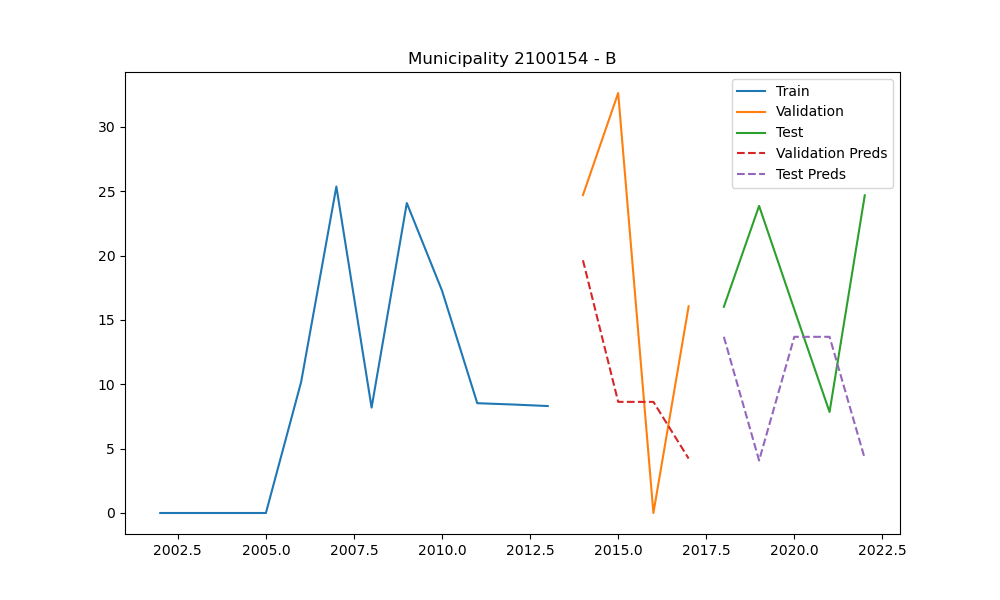 Municipality 2100154 - B
Train
Validation
Test
Validation Preds
Test Preds
30
25
20
15
10
5
0
2002.5 2005.0 2007.5 2010.0 2012.5 2015.0 2017.5 2020.0 2022.5